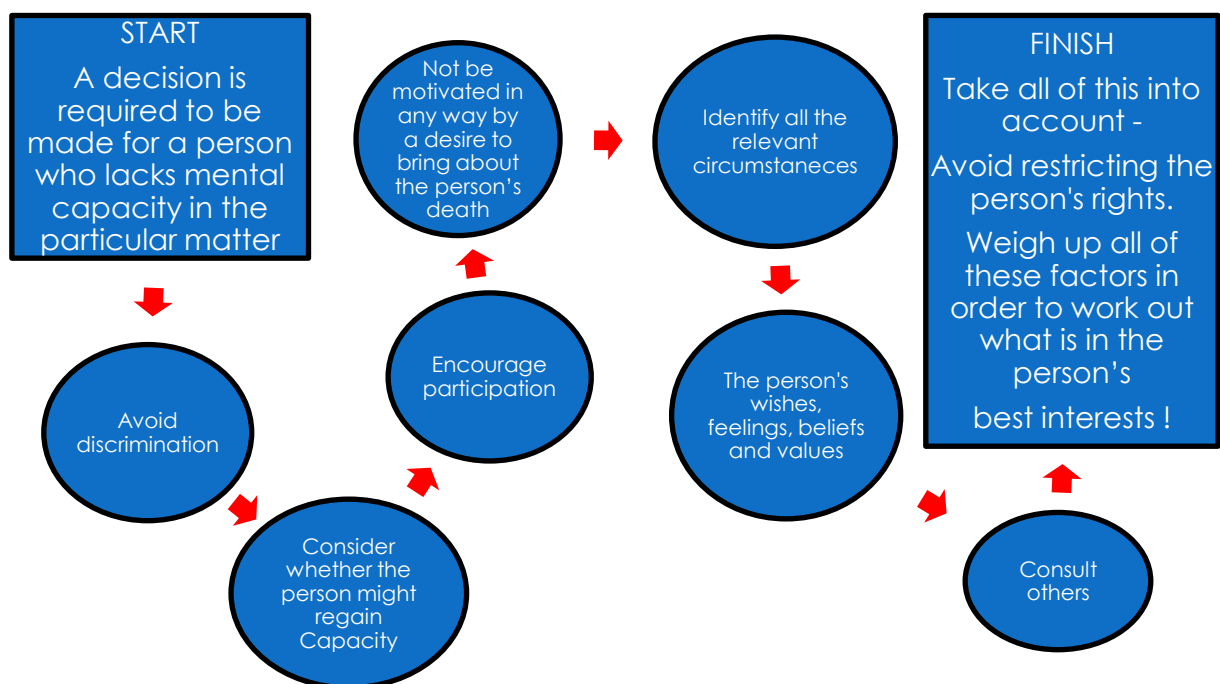 START
A decision is
required to be
made for a person
who lacks mental
capacity in the
particular matter
Avoid
discrimination
Consider
whether the
person might
regain
Capacity
Encourage
participation
Not be
motivated in
any way by
a desire to
bring about
the person’s
death
Identify all the
relevant
circumstaneces
The person's
wishes,
feelings, beliefs
and values
Consult
others
FINISH
Take all of this into
account -
Avoid restricting the
person's rights.
Weigh up all of
these factors in
order to work out
what is in the
person’s
best interests !